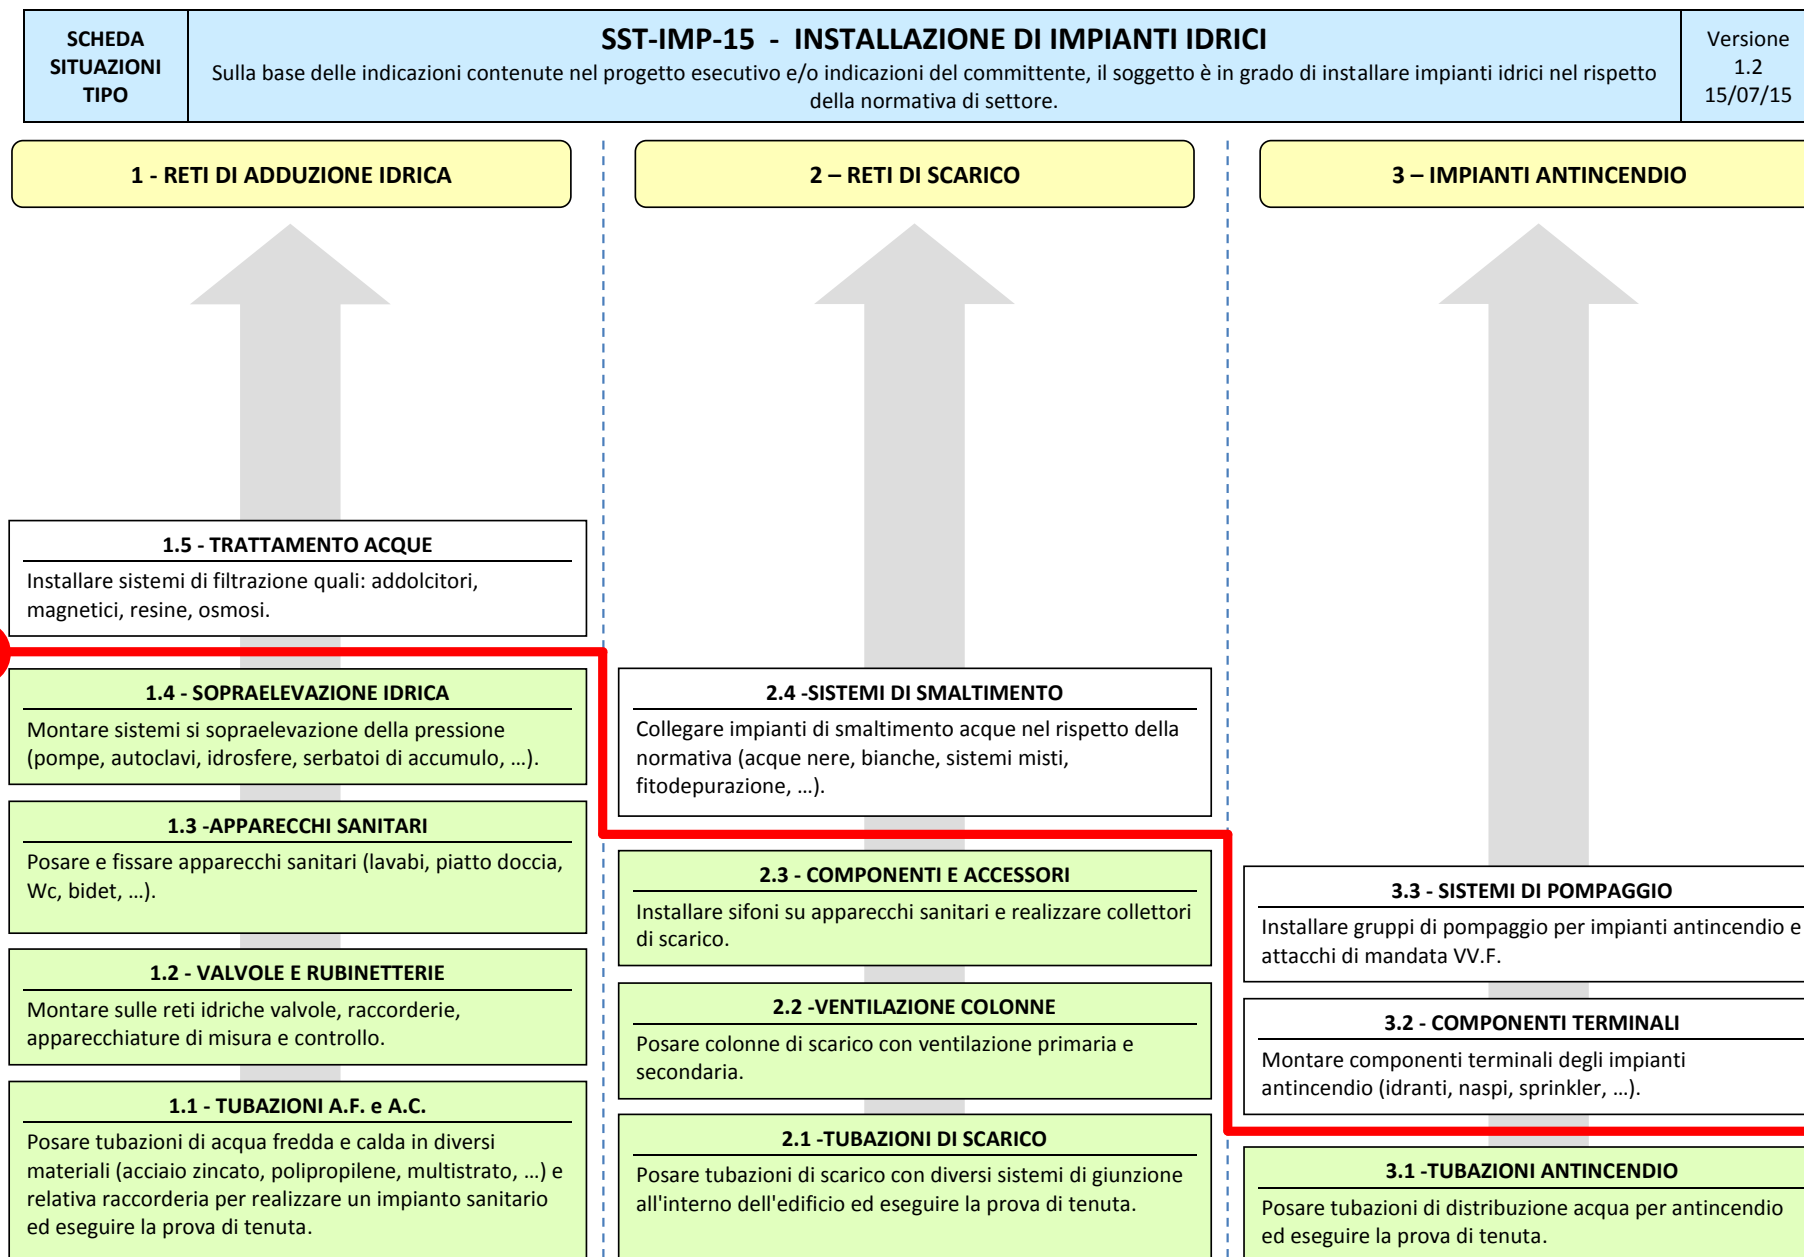 SCHEDA
SITUAZIONI
TIPO
SST-IMP-15 - INSTALLAZIONE DI IMPIANTI IDRICI
Sulla base delle indicazioni contenute nel progetto esecutivo e/o indicazioni del committente, il soggetto è in grado di installare impianti idrici nel rispetto
della normativa di settore.
Versione
1.2
15/07/15
1 - RETI DI ADDUZIONE IDRICA
1.5 - TRATTAMENTO ACQUE
Installare sistemi di filtrazione quali: addolcitori,
magnetici, resine, osmosi.
1.4 - SOPRAELEVAZIONE IDRICA
Montare sistemi si sopraelevazione della pressione
(pompe, autoclavi, idrosfere, serbatoi di accumulo, …).
1.3 -APPARECCHI SANITARI
Posare e fissare apparecchi sanitari (lavabi, piatto doccia,
Wc, bidet, …).
1.2 - VALVOLE E RUBINETTERIE
Montare sulle reti idriche valvole, raccorderie,
apparecchiature di misura e controllo.
1.1 - TUBAZIONI A.F. e A.C.
Posare tubazioni di acqua fredda e calda in diversi
materiali (acciaio zincato, polipropilene, multistrato, …) e
relativa raccorderia per realizzare un impianto sanitario
ed eseguire la prova di tenuta.
2 – RETI DI SCARICO
2.4 -SISTEMI DI SMALTIMENTO
Collegare impianti di smaltimento acque nel rispetto della
normativa (acque nere, bianche, sistemi misti,
fitodepurazione, …).
2.3 - COMPONENTI E ACCESSORI
Installare sifoni su apparecchi sanitari e realizzare collettori
di scarico.
2.2 -VENTILAZIONE COLONNE
Posare colonne di scarico con ventilazione primaria e
secondaria.
2.1 -TUBAZIONI DI SCARICO
Posare tubazioni di scarico con diversi sistemi di giunzione
all'interno dell'edificio ed eseguire la prova di tenuta.
3 – IMPIANTI ANTINCENDIO
3.3 - SISTEMI DI POMPAGGIO
Installare gruppi di pompaggio per impianti antincendio e
attacchi di mandata VV.F.
3.2 - COMPONENTI TERMINALI
Montare componenti terminali degli impianti
antincendio (idranti, naspi, sprinkler, …).
3.1 -TUBAZIONI ANTINCENDIO
Posare tubazioni di distribuzione acqua per antincendio
ed eseguire la prova di tenuta.